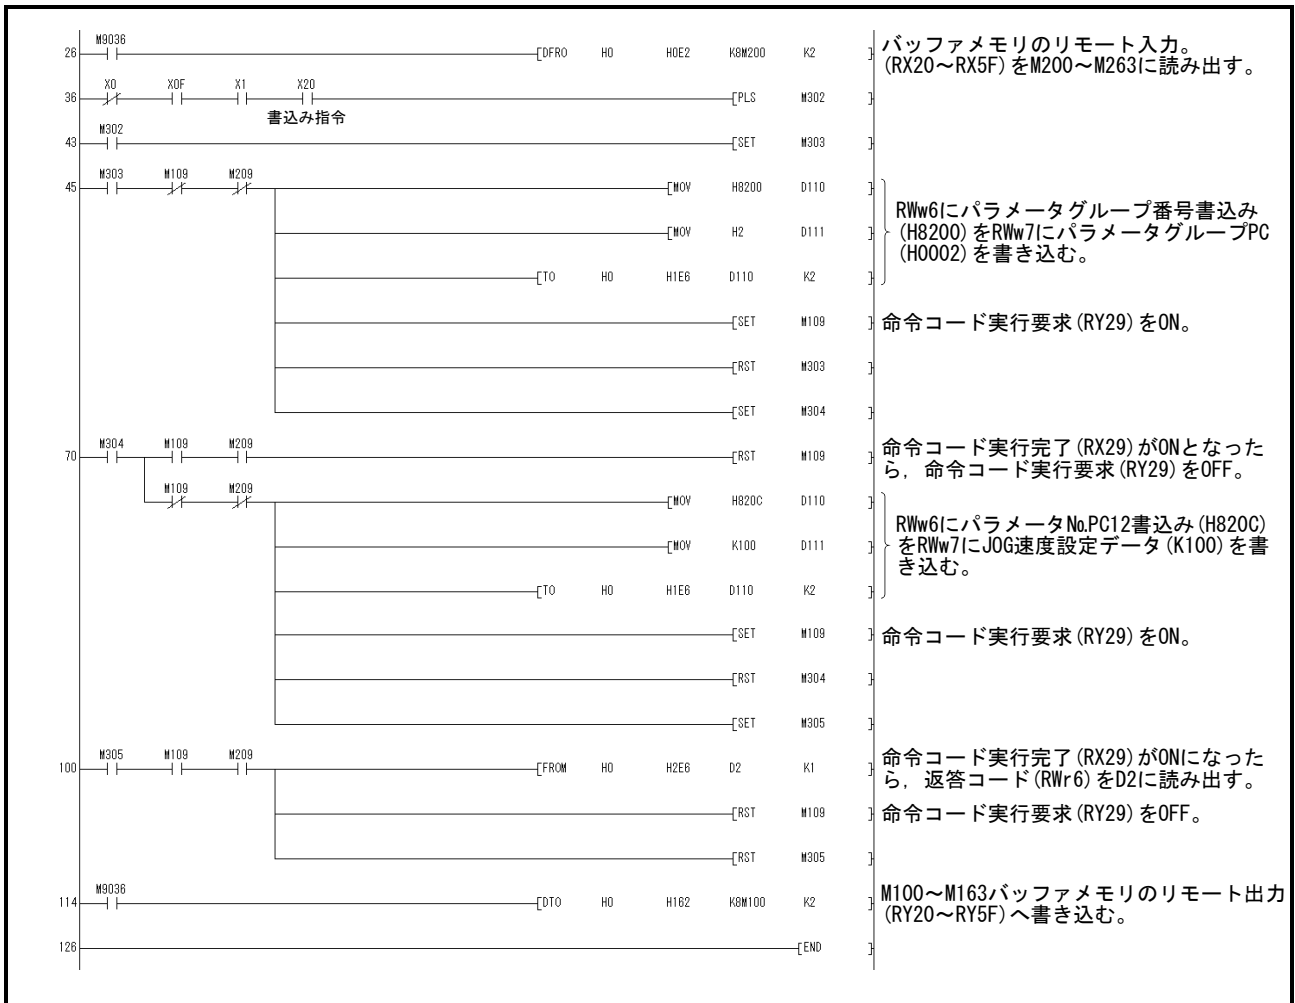 M9036
26 DFRO H0 H0E2 K8M200 K2
バッファメモリのリモート入力。
(RX20～RX5F)をM200～M263に読み出す。
X0 X0F X1 X20
36 PLS M302
書込み指令
M302
43 SET M303
M303 M109 M209
45 MOV H8200 D110
MOV H2 D111
TO H0 H1E6 D110 K2
RWw6にパラメータグループ番号書込み
(H8200)をRWw7にパラメータグループPC
(H0002)を書き込む。
SET M109
命令コード実行要求(RY29)をON。
RST M303
SET M304
M304 M109 M209
70 RST M109
命令コード実行完了(RX29)がONとなった
ら，命令コード実行要求(RY29)をOFF。
M109 M209
MOV H820C D110
MOV K100 D111
TO H0 H1E6 D110 K2
RWw6にパラメータ№PC12書込み(H820C)
をRWw7にJOG速度設定データ(K100)を書
き込む。
SET M109
命令コード実行要求(RY29)をON。
RST M304
SET M305
M305 M109 M209
100 FROM H0 H2E6 D2 K1
命令コード実行完了(RX29)がONになった
ら，返答コード(RWr6)をD2に読み出す。
RST M109
命令コード実行要求(RY29)をOFF。
RST M305
M9036
114 DTO H0 H162 K8M100 K2
M100～M163バッファメモリのリモート出力
(RY20～RY5F)へ書き込む。
126 END